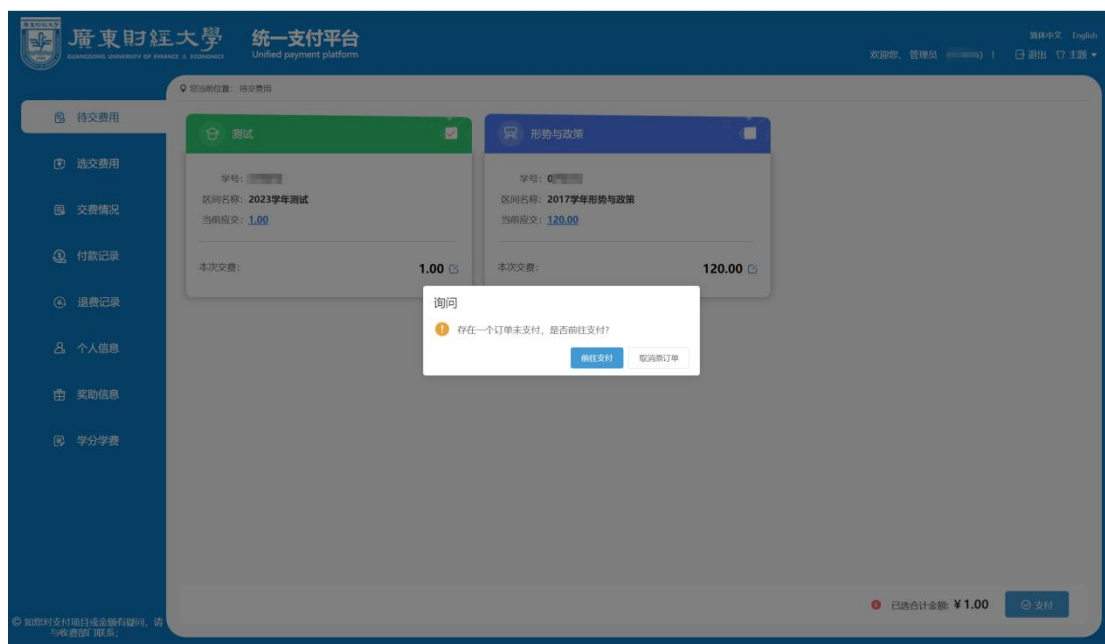 廣東財經大學
GUANGDONG UNIVERSITY OF FINANCE & ECONOMICS
统一支付平台
Unified payment platform
简体中文 English
欢迎您，管理员 ) ！ 退出 主题
您当前位置： 待交费用
待交费用
选交费用
交费情况
付款记录
退费记录
个人信息
奖助信息
学分学费
测试
学号：
区间名称： 2023学年测试
当前应交： 1.00
本次交费： 1.00
形势与政策
学号： 0
区间名称： 2017学年形势与政策
当前应交： 120.00
本次交费： 120.00
询问
存在一个订单未支付，是否前往支付?
前往支付 取消原订单
已选合计金额: ¥ 1.00 支付
© 如您对支付项目或金额有疑问，请
与收费部门联系；